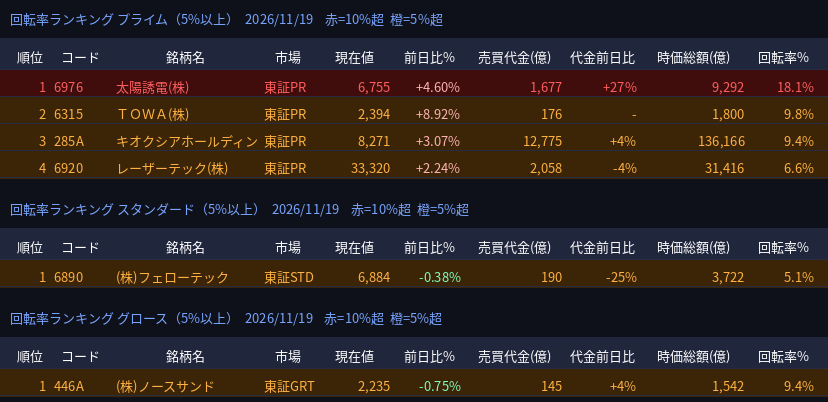 回転率ランキング プライム（5%以上） 2026/11/19 赤=10%超 橙=5%超
順位 コード 銘柄名 市場 現在値 前日比% 売買代金(億) 代金前日比 時価総額(億) 回転率%
1 6976 太陽誘電(株) 東証PR 6,755 +4.60% 1,677 +27% 9,292 18.1%
2 6315 ＴＯＷＡ(株) 東証PR 2,394 +8.92% 176 - 1,800 9.8%
3 285A キオクシアホールディン 東証PR 8,271 +3.07% 12,775 +4% 136,166 9.4%
4 6920 レーザーテック(株) 東証PR 33,320 +2.24% 2,058 -4% 31,416 6.6%
回転率ランキング スタンダード（5%以上） 2026/11/19 赤=10%超 橙=5%超
順位 コード 銘柄名 市場 現在値 前日比% 売買代金(億) 代金前日比 時価総額(億) 回転率%
1 6890 (株)フェローテック 東証STD 6,884 -0.38% 190 -25% 3,722 5.1%
回転率ランキング グロース（5%以上） 2026/11/19 赤=10%超 橙=5%超
順位 コード 銘柄名 市場 現在値 前日比% 売買代金(億) 代金前日比 時価総額(億) 回転率%
1 446A (株)ノースサンド 東証GRT 2,235 -0.75% 145 +4% 1,542 9.4%